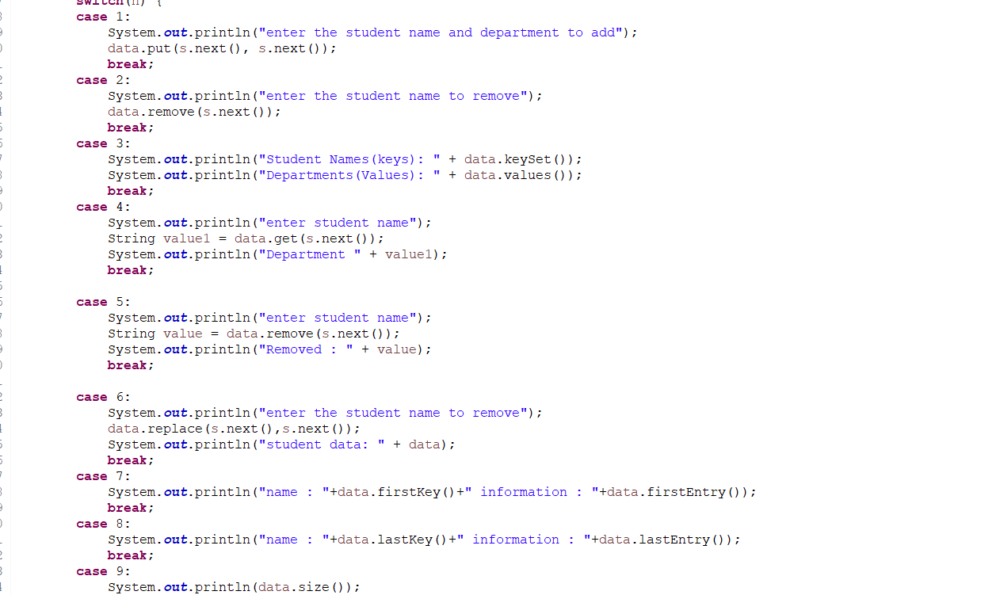 switch(n) {
case 1:
System.out.println("enter the student name and department to add");
data.put(s.next(), s.next());
break;
case 2:
System.out.println("enter the student name to remove");
data.remove(s.next());
break;
case 3:
System.out.println("Student Names(keys): " + data.keySet());
System.out.println("Departments(Values): " + data.values());
break;
case 4:
System.out.println("enter student name");
String value1 = data.get(s.next());
System.out.println("Department " + value1);
break;
case 5:
System.out.println("enter student name");
String value = data.remove(s.next());
System.out.println("Removed : " + value);
break;
case 6:
System.out.println("enter the student name to remove");
data.replace(s.next(),s.next());
System.out.println("student data: " + data);
break;
case 7:
System.out.println("name : "+data.firstKey()+" information : "+data.firstEntry());
break;
case 8:
System.out.println("name : "+data.lastKey()+" information : "+data.lastEntry());
break;
case 9:
System.out.println(data.size());